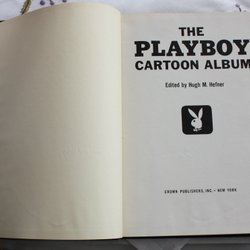 THE
PLAYBOY
CARTOON ALBUM
Edited by Hugh M. Hefner
CROWN PUBLISHERS, INC. • NEW YORK